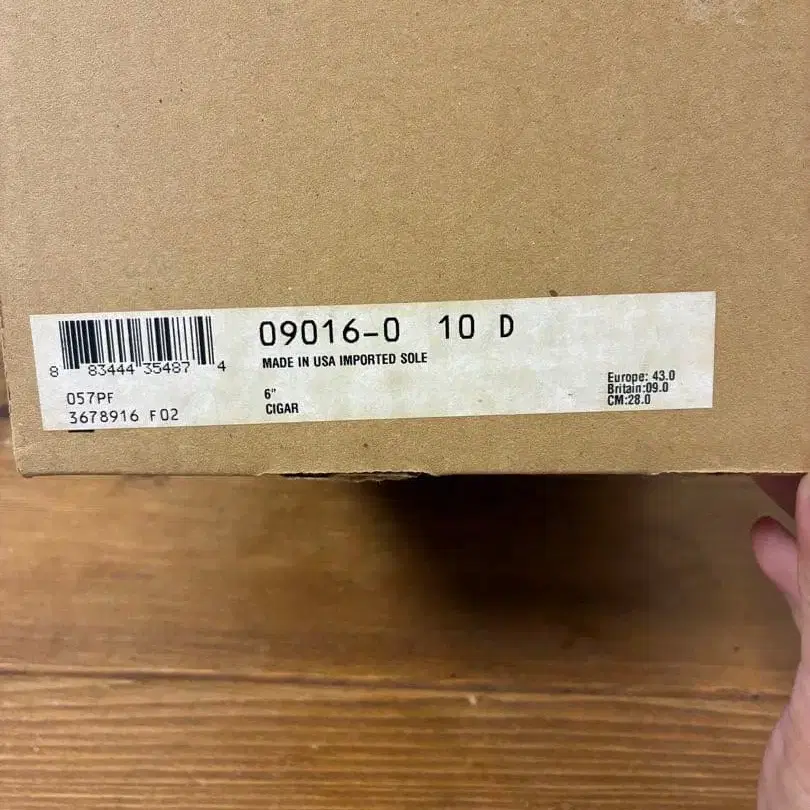 09016-0 10 D
MADE IN USA IMPORTED SOLE
8 83444 35487 4
057PF
3678916 F02
6"
CIGAR
Europe: 43.0
Britain:09.0
CM:28.0